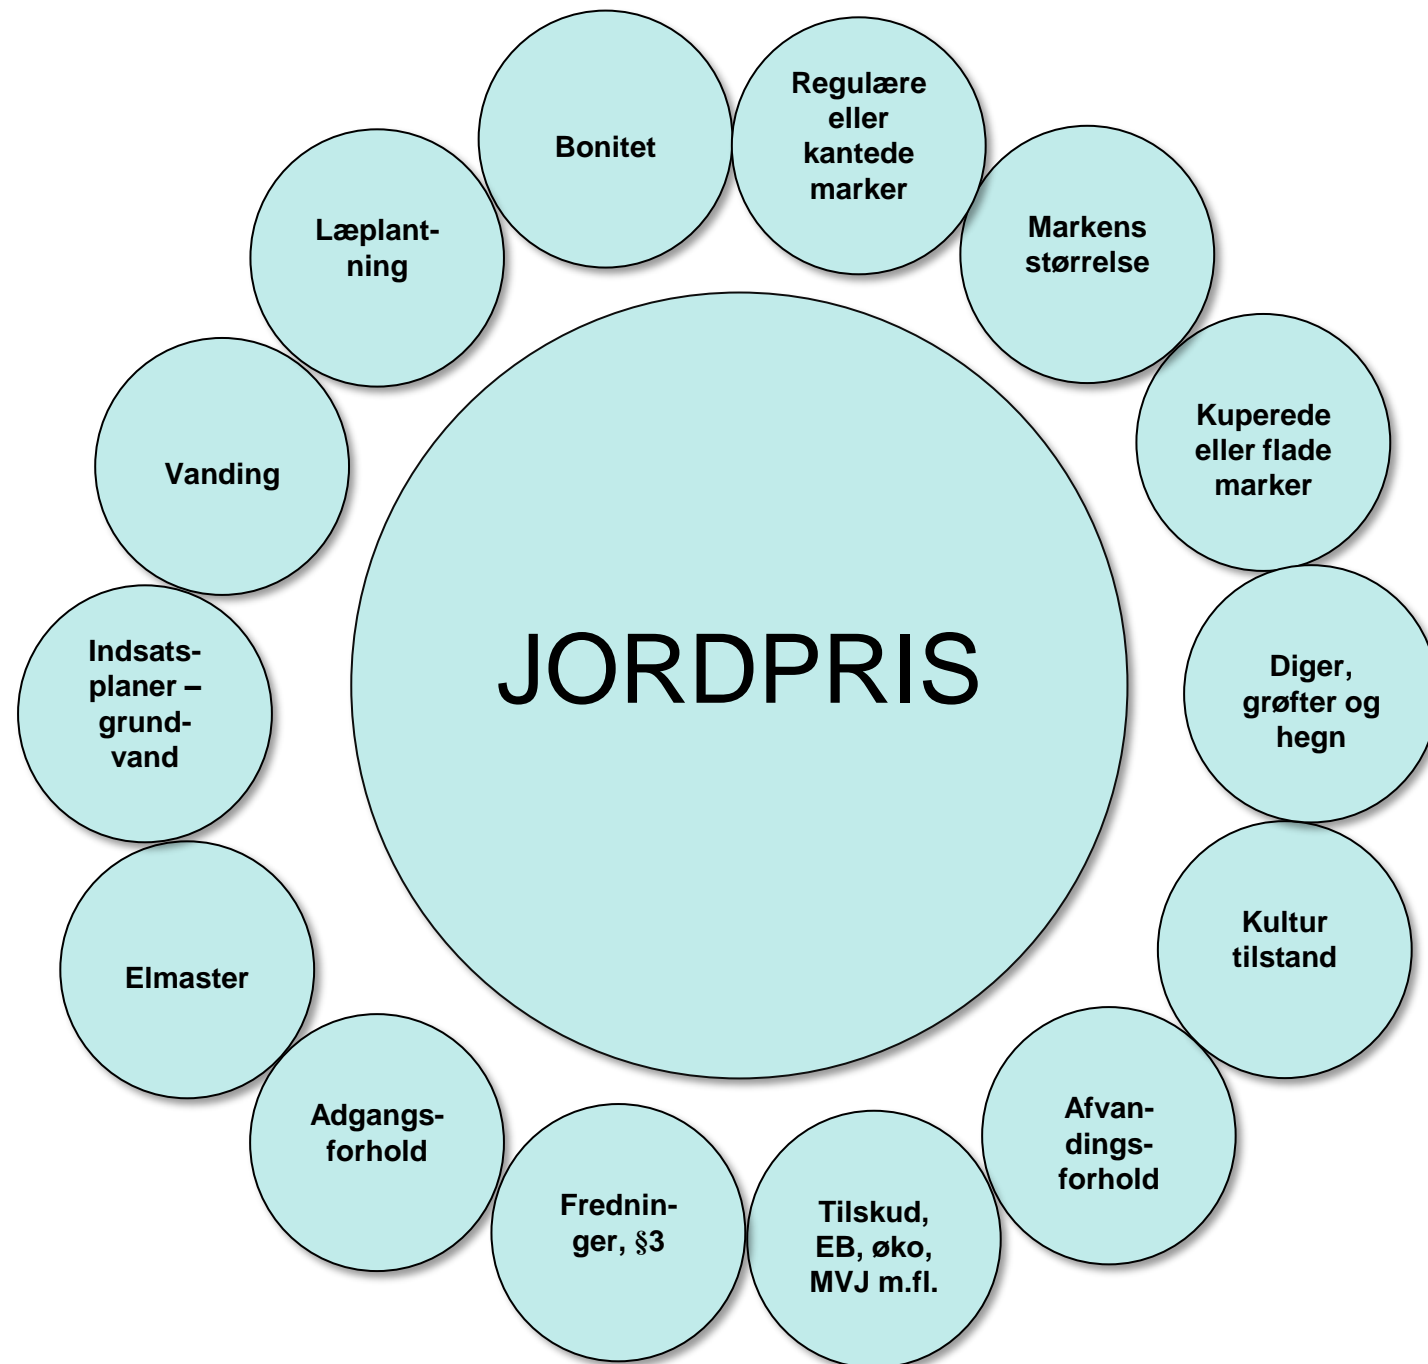 JORDPRIS
Bonitet
Regulære
eller
kantede
marker
Markens
størrelse
Kuperede
eller flade
marker
Diger,
grøfter og
hegn
Kultur
tilstand
Afvan-
dings-
forhold
Tilskud,
EB, øko,
MVJ m.fl.
Frednin-
ger, §3
Adgangs-
forhold
Elmaster
Indsats-
planer –
grund-
vand
Vanding
Læplant-
ning